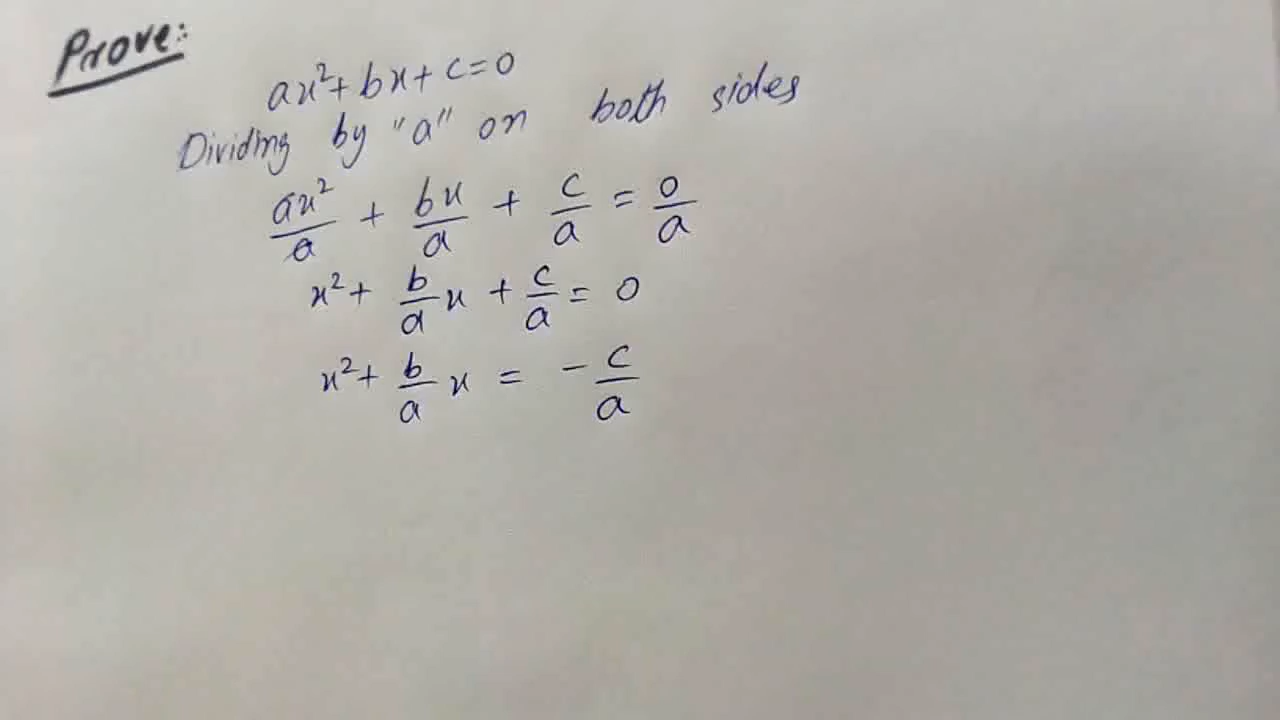 Prove:
ax²+bx+c=0
Dividing by "a" on both sides
ax²/a + bx/a + c/a = 0/a
x²+ b/a x + c/a = 0
x²+ b/a x = - c/a